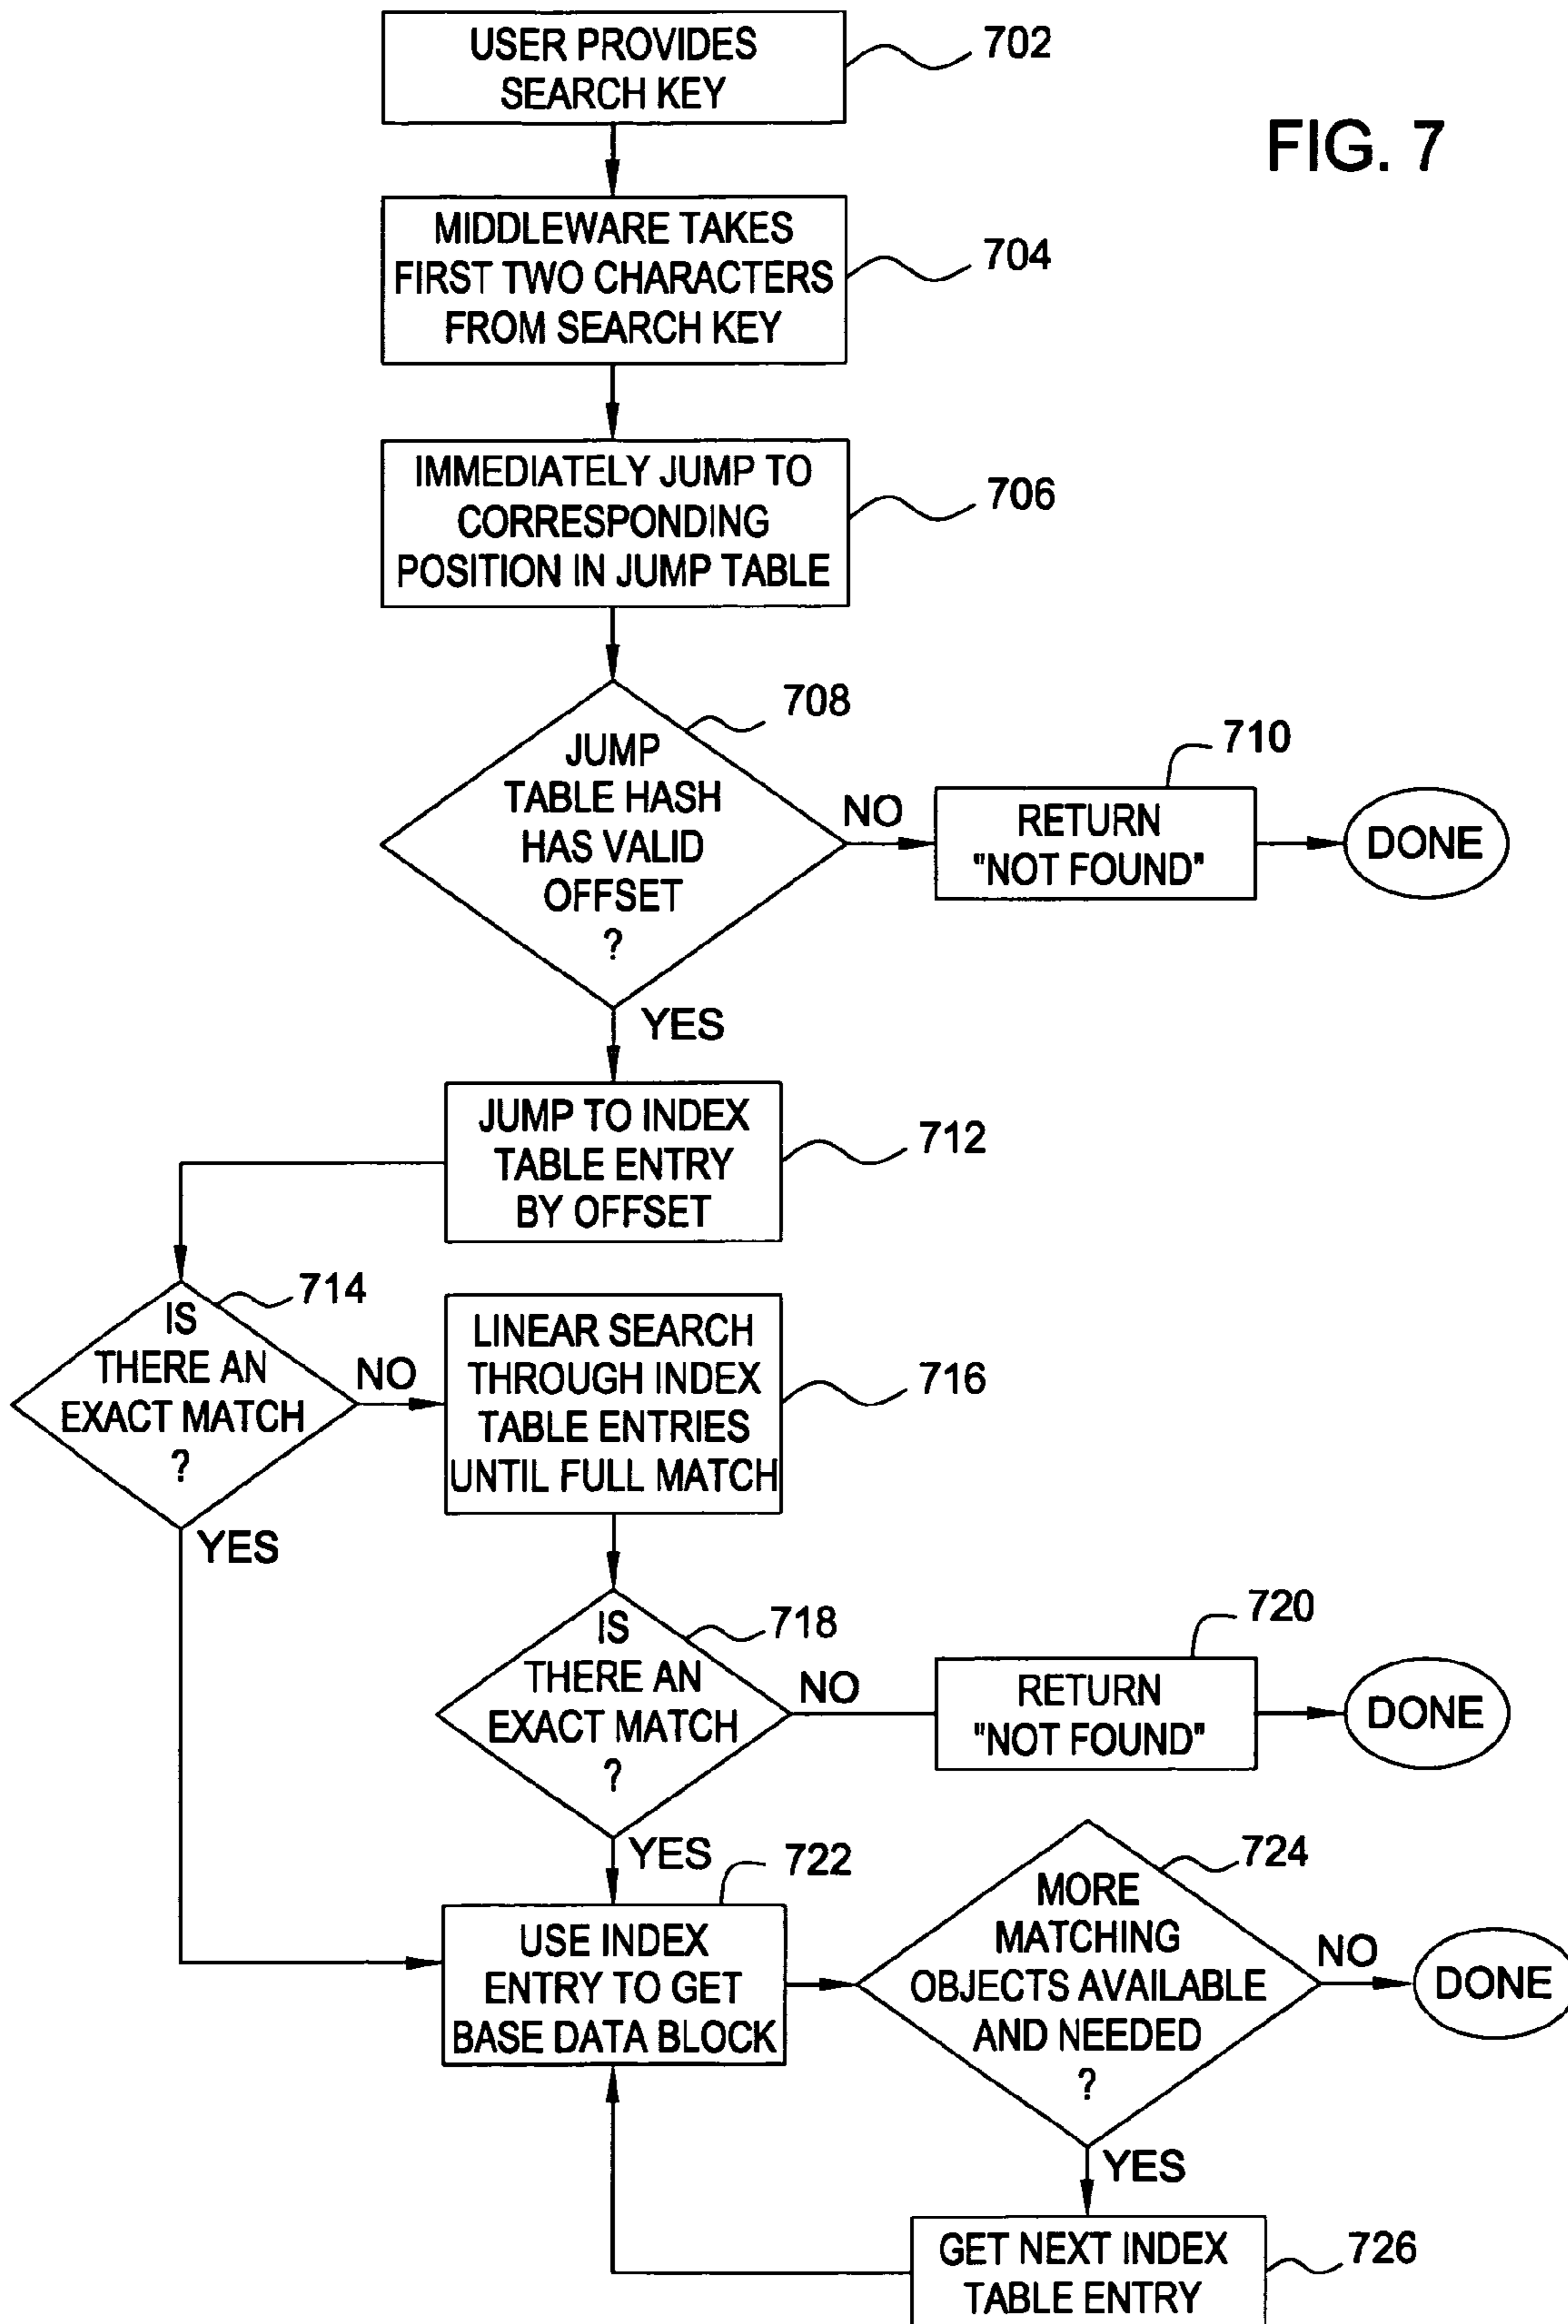 USER PROVIDES
SEARCH KEY
702
FIG. 7
MIDDLEWARE TAKES
FIRST TWO CHARACTERS
FROM SEARCH KEY
704
IMMEDIATELY JUMP TO
CORRESPONDING
POSITION IN JUMP TABLE
706
JUMP
TABLE HASH
HAS VALID
OFFSET
?
708
NO
RETURN
"NOT FOUND"
710
DONE
YES
JUMP TO INDEX
TABLE ENTRY
BY OFFSET
712
IS
THERE AN
EXACT MATCH
?
714
NO
LINEAR SEARCH
THROUGH INDEX
TABLE ENTRIES
UNTIL FULL MATCH
716
YES
IS
THERE AN
EXACT MATCH
?
718
NO
RETURN
"NOT FOUND"
720
DONE
YES
USE INDEX
ENTRY TO GET
BASE DATA BLOCK
722
MORE
MATCHING
OBJECTS AVAILABLE
AND NEEDED
?
724
NO
DONE
YES
GET NEXT INDEX
TABLE ENTRY
726